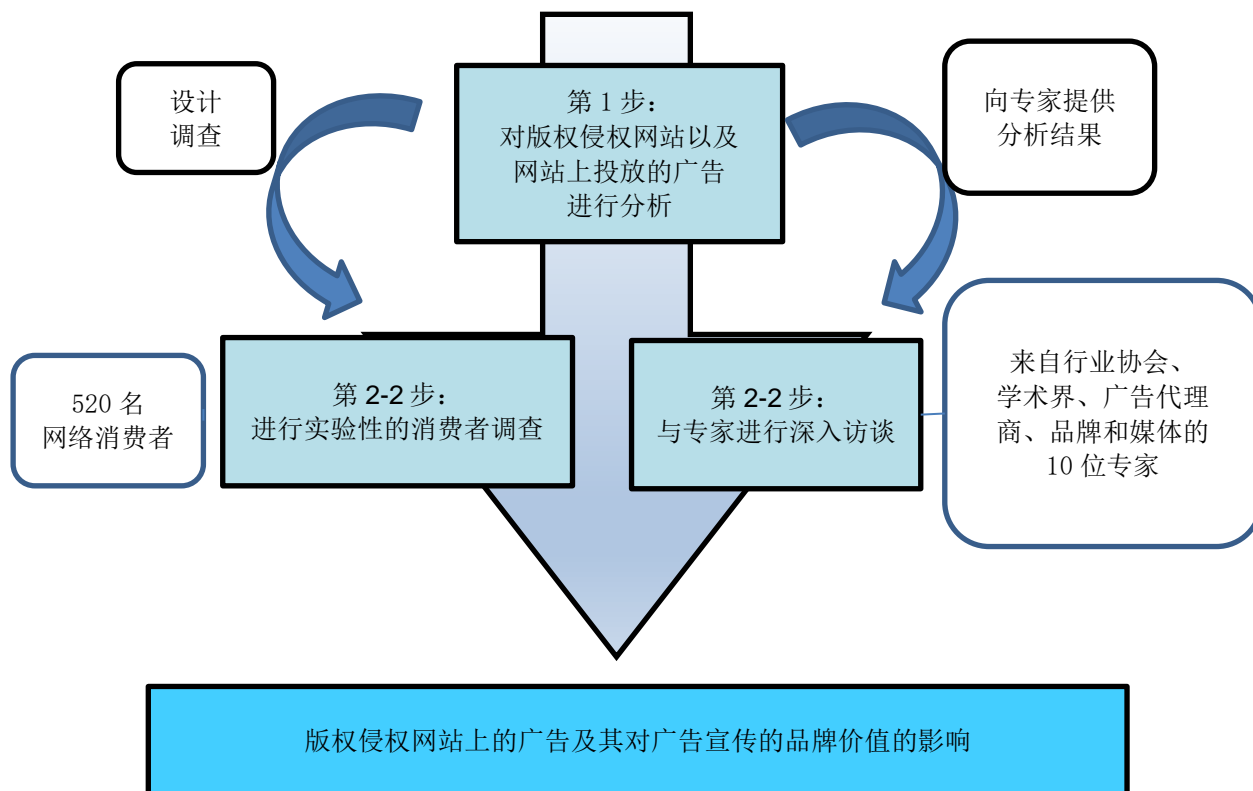 设计
调查
第 1 步：
对版权侵权网站以及
网站上投放的广告
进行分析
向专家提供
分析结果
520 名
网络消费者
第 2-2 步：
进行实验性的消费者调查
第 2-2 步：
与专家进行深入访谈
来自行业协会、
学术界、广告代理
商、品牌和媒体的
10 位专家
版权侵权网站上的广告及其对广告宣传的品牌价值的影响